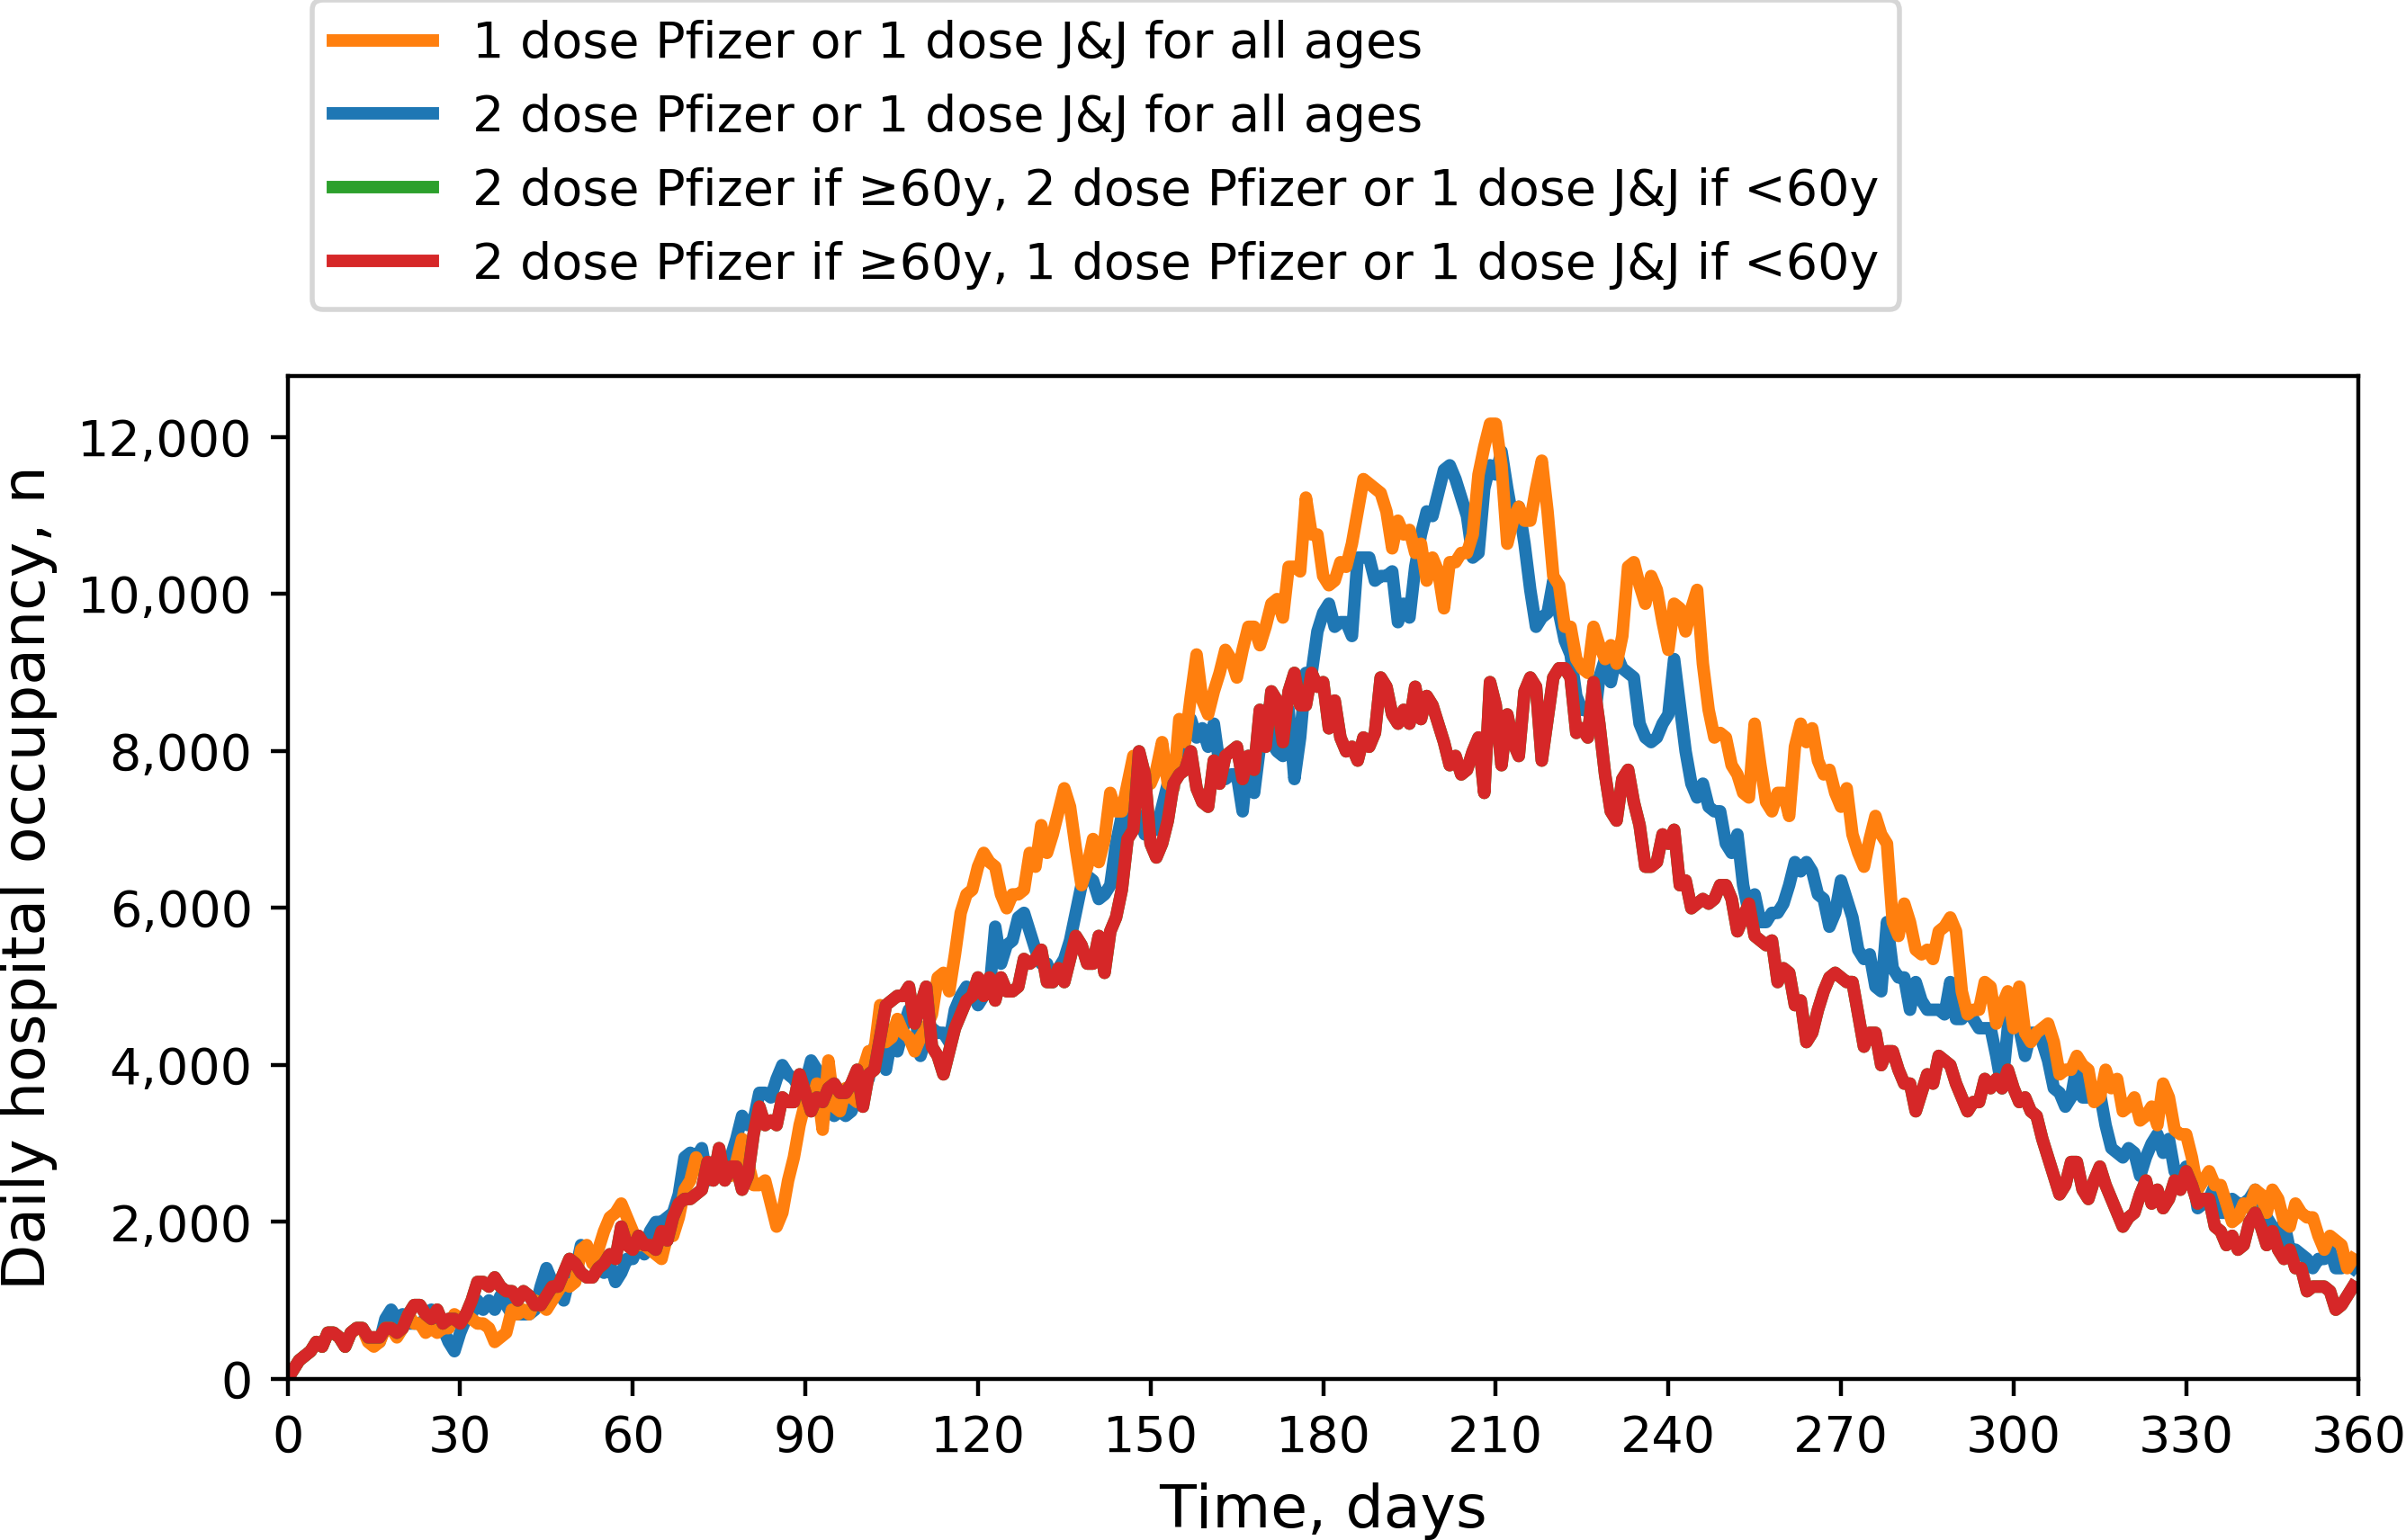 1 dose Pfizer or 1 dose J&J for all ages
2 dose Pfizer or 1 dose J&J for all ages
2 dose Pfizer if ≥60y, 2 dose Pfizer or 1 dose J&J if <60y
2 dose Pfizer if ≥60y, 1 dose Pfizer or 1 dose J&J if <60y
Daily hospital occupancy, n
12,000
10,000
8,000
6,000
4,000
2,000
0
0 30 60 90 120 150 180 210 240 270 300 330 360
Time, days